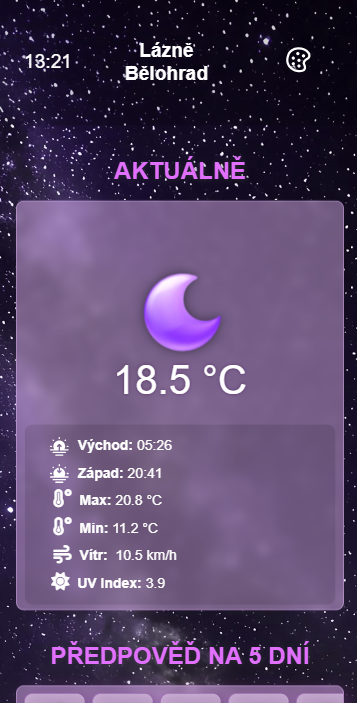 13:21
Lázně
Bělohrad
AKTUÁLNĚ
18.5 °C
Východ: 05:26
Západ: 20:41
Max: 20.8 °C
Min: 11.2 °C
Vítr: 10.5 km/h
UV Index: 3.9
PŘEDPOVĚĎ NA 5 DNÍ